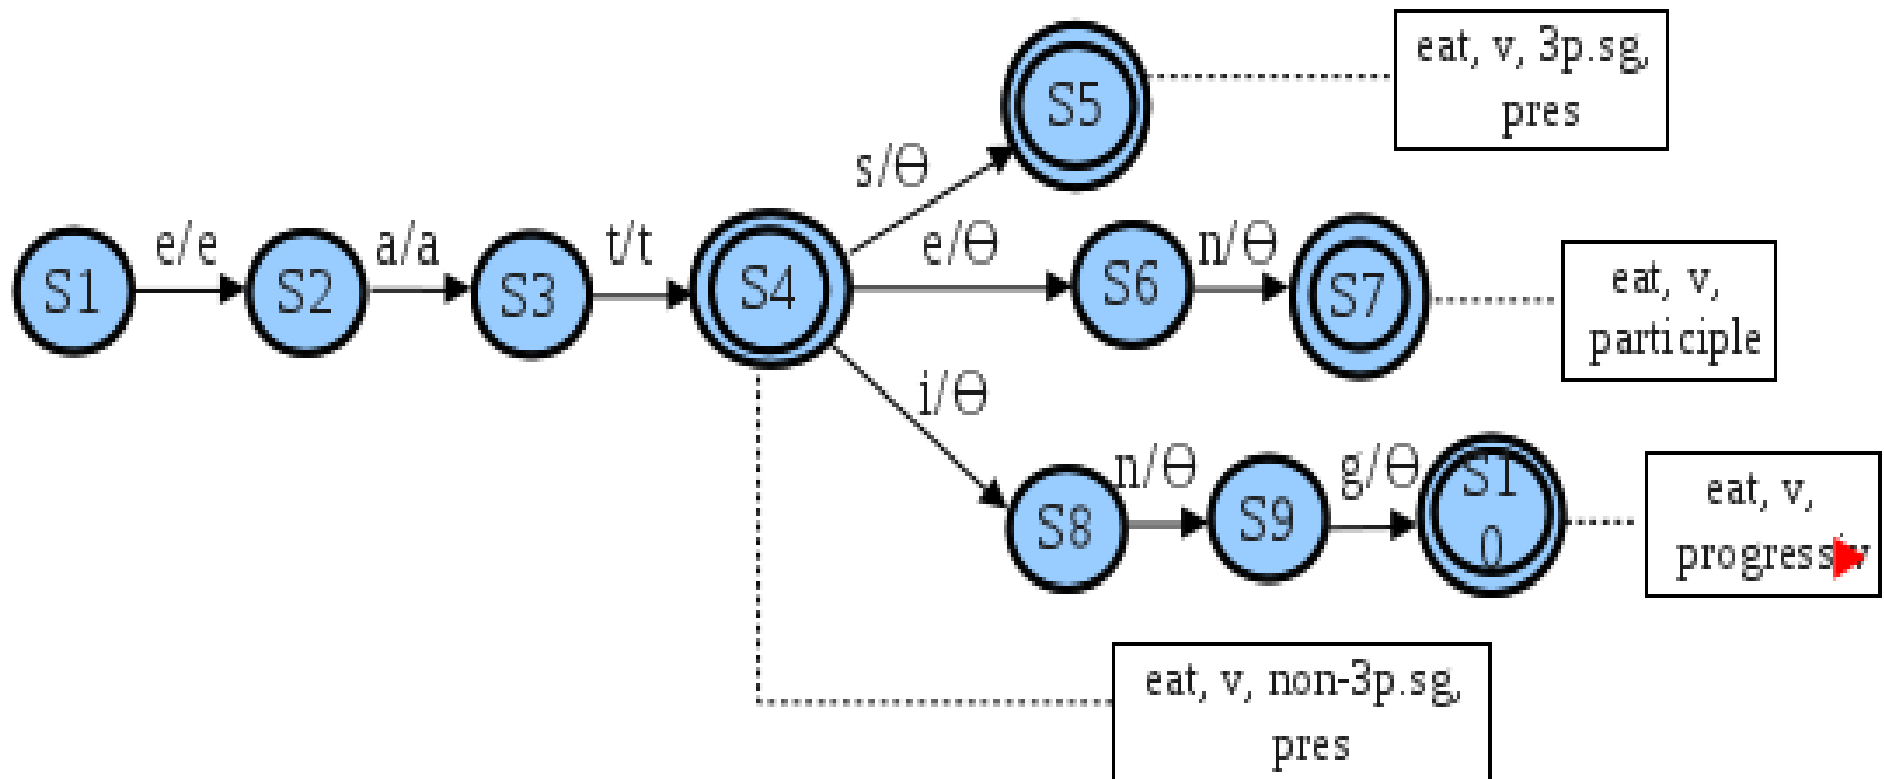 eat, v, 3p.sg,
pres
S5
s/Θ
e/e
a/a
t/t
e/Θ
n/Θ
S1
S2
S3
S4
S6
S7
eat, v,
participle
i/Θ
n/Θ
g/Θ
S8
S9
S1
0
eat, v,
eat, v, non-3p.sg,
pres